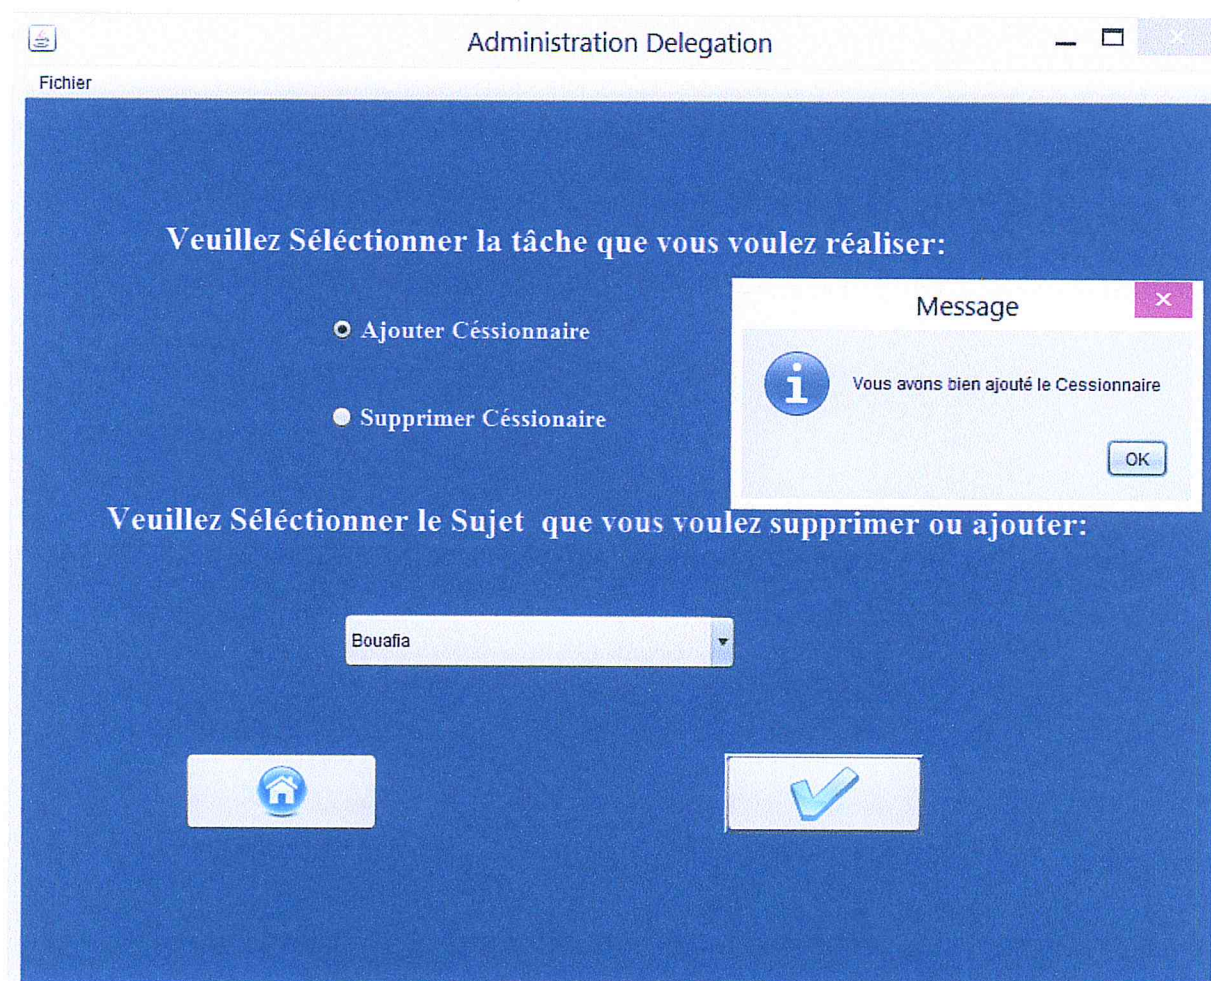 Administration Delegation
Fichier
Veuillez Séléctionner la tâche que vous voulez réaliser:
Ajouter Céssionnaire
Supprimer Céssionaire
Message
Vous avons bien ajouté le Cessionnaire
OK
Veuillez Séléctionner le Sujet que vous voulez supprimer ou ajouter:
Bouafia